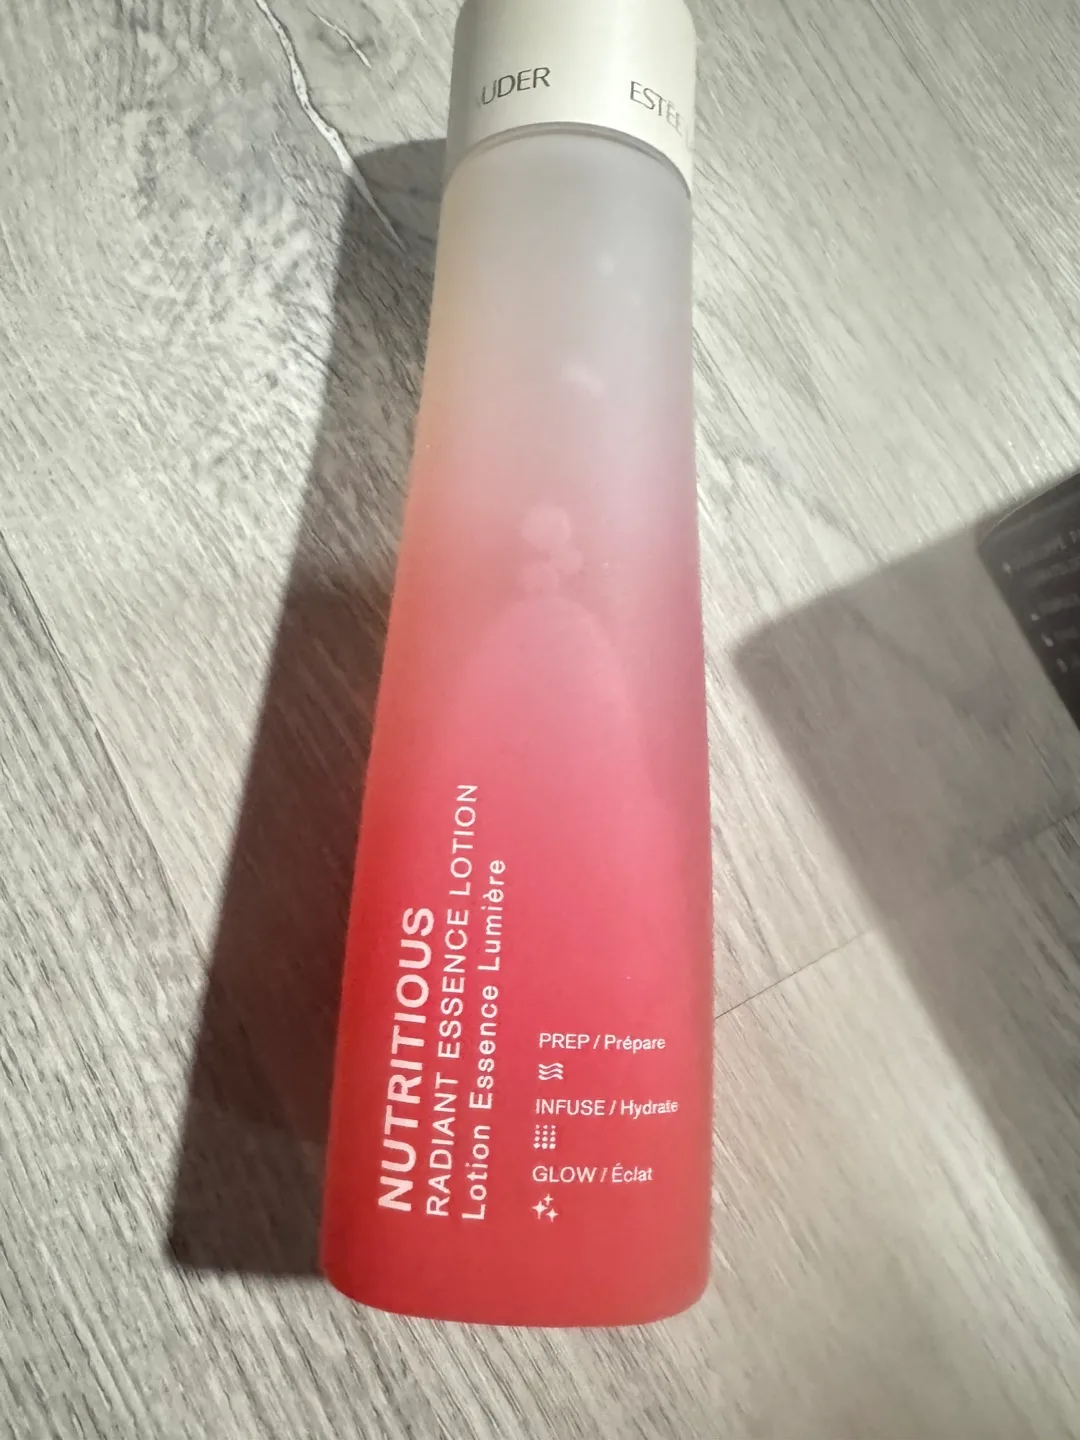 UDER
ESTĒE
NUTRITIOUS
RADIANT ESSENCE LOTION
Lotion Essence Lumière
PREP / Prépare
INFUSE / Hydrate
GLOW / Éclat